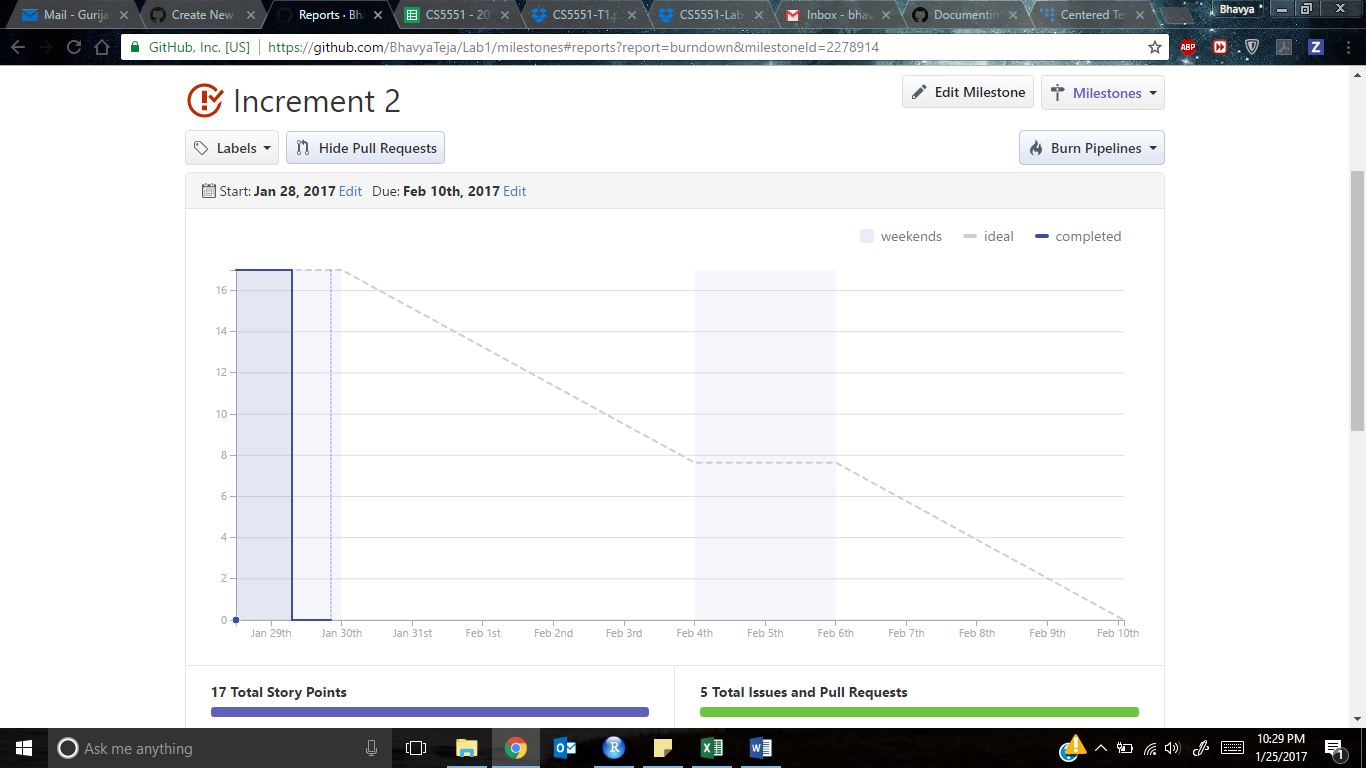 Mail - Gurija
Create New
Reports · Bha
CS5551 - 20
CS5551-T1.p
CS5551-Lab
Inbox - bhav
Documentin
Centered Te
Bhavya
GitHub, Inc. [US]
https://github.com/BhavyaTeja/Lab1/milestones#reports?report=burndown&milestoneId=2278914
ABP
Z
Increment 2
Edit Milestone
Milestones
Labels
Hide Pull Requests
Burn Pipelines
Start: Jan 28, 2017 Edit Due: Feb 10th, 2017 Edit
weekends ideal completed
16
14
12
10
8
6
4
2
0
Jan 29th Jan 30th Jan 31st Feb 1st Feb 2nd Feb 3rd Feb 4th Feb 5th Feb 6th Feb 7th Feb 8th Feb 9th Feb 10th
17 Total Story Points
5 Total Issues and Pull Requests
Ask me anything
10:29 PM
1/25/2017
1